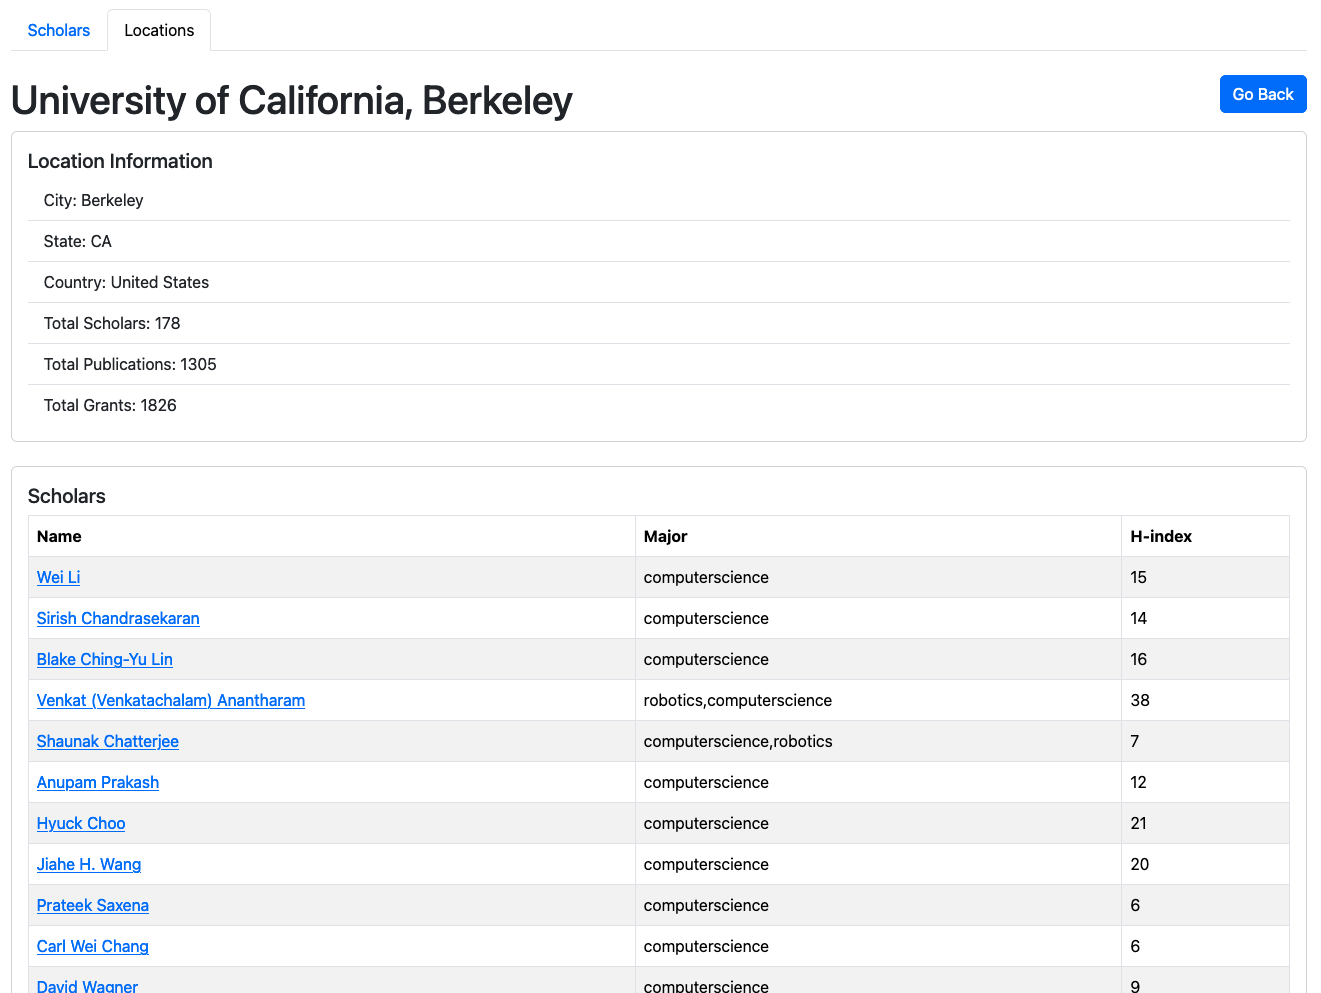 Scholars Locations
University of California, Berkeley Go Back
Location Information
City: Berkeley
State: CA
Country: United States
Total Scholars: 178
Total Publications: 1305
Total Grants: 1826
Scholars
Name Major H-index
Wei Li computerscience 15
Sirish Chandrasekaran computerscience 14
Blake Ching-Yu Lin computerscience 16
Venkat (Venkatachalam) Anantharam robotics,computerscience 38
Shaunak Chatterjee computerscience,robotics 7
Anupam Prakash computerscience 12
Hyuck Choo computerscience 21
Jiahe H. Wang computerscience 20
Prateek Saxena computerscience 6
Carl Wei Chang computerscience 6
David Wagner computerscience 9